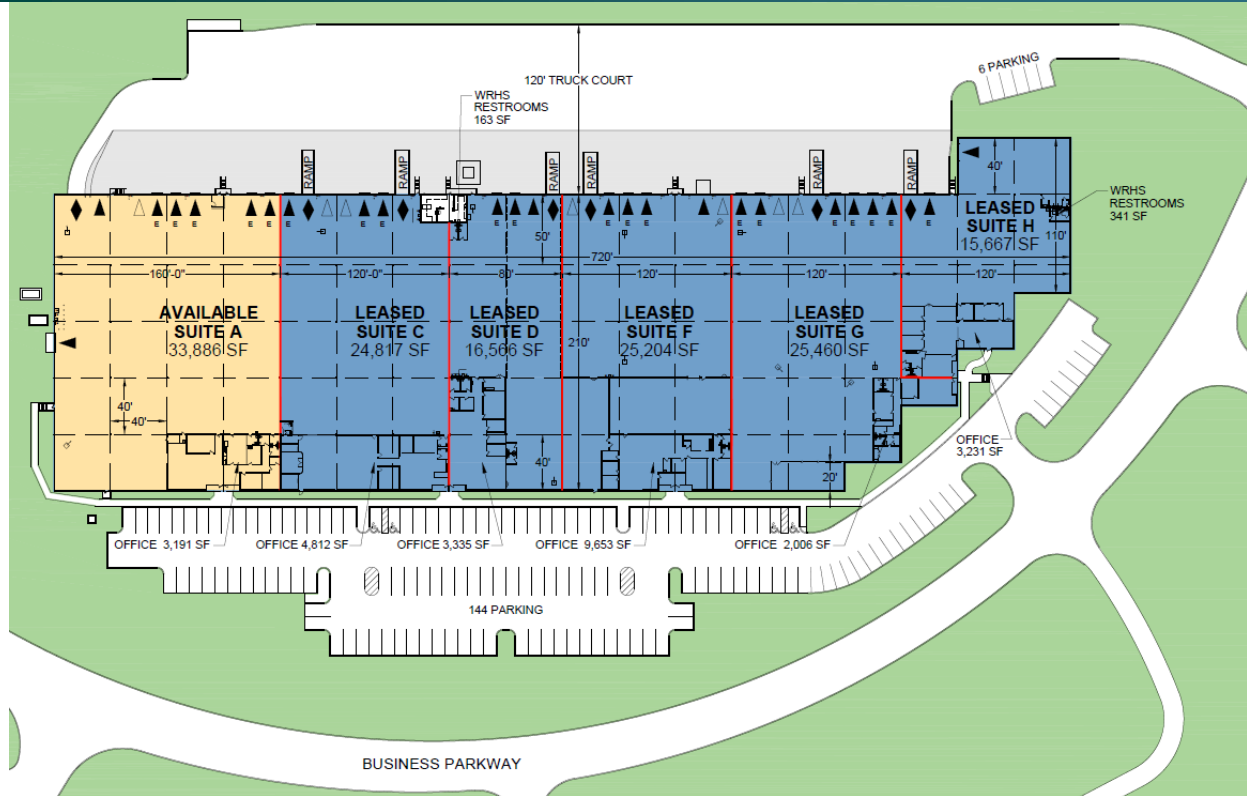 120' TRUCK COURT
6 PARKING
WRHS
RESTROOMS
163 SF
RAMP
RAMP
RAMP
RAMP
RAMP
RAMP
40'
WRHS
RESTROOMS
341 SF
LEASED
SUITE H
15,667 SF
110'
E E E E E E E E E E E E E E E E E E
50'
720'
160'-0"
120'-0"
80'
120'
120'
120'
AVAILABLE
SUITE A
33,886 SF
LEASED
SUITE C
24,817 SF
LEASED
SUITE D
16,566 SF
210'
LEASED
SUITE F
25,204 SF
LEASED
SUITE G
25,460 SF
40'
40'
40'
20'
OFFICE
3,231 SF
OFFICE 3,191 SF
OFFICE 4,812 SF
OFFICE 3,335 SF
OFFICE 9,653 SF
OFFICE 2,006 SF
144 PARKING
BUSINESS PARKWAY